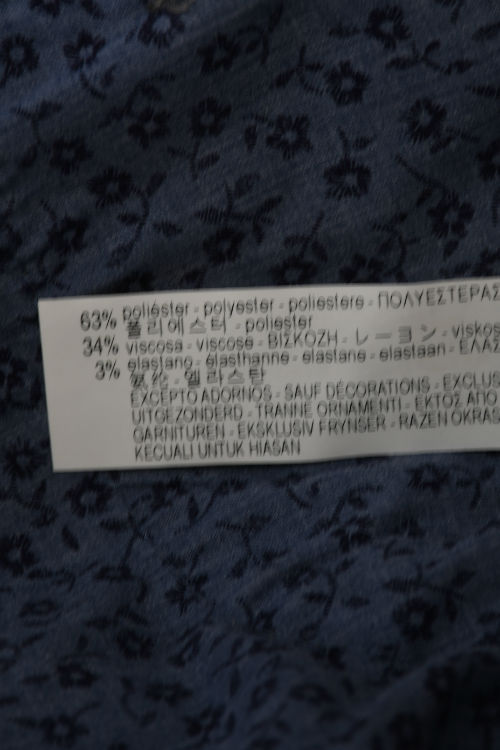 63% poliéster - polyester - poliestere - ΠΟΛΥΕΣΤΕΡΑΣ
폴리에스터 - poliester
34% viscosa - viscose - ΒΙΣΚΟΖΗ - レーヨン - viskos
3% elastano - élasthanne - elastane - elastaan - ΕΛΑΣ
氨纶 - 엘라스탄
EXCEPTO ADORNOS - SAUF DÉCORATIONS - EXCLUS
UITGEZONDERD - TRANNE ORNAMENTI - ΕΚΤΟΣ ΑΠΟ
GARNITUREN - EKSKLUSIV FRYNSER - RAZEN OKRAS
KECUALI UNTUK HIASAN